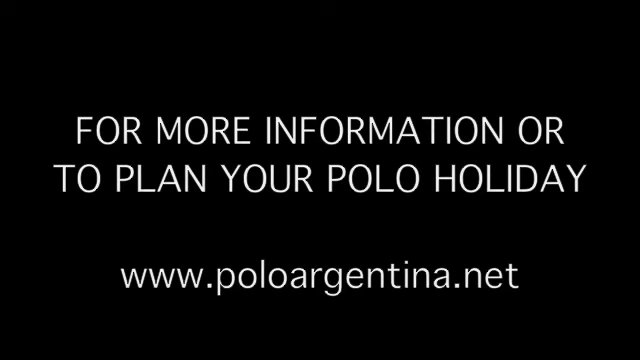 FOR MORE INFORMATION OR
TO PLAN YOUR POLO HOLIDAY
www.poloargentina.net